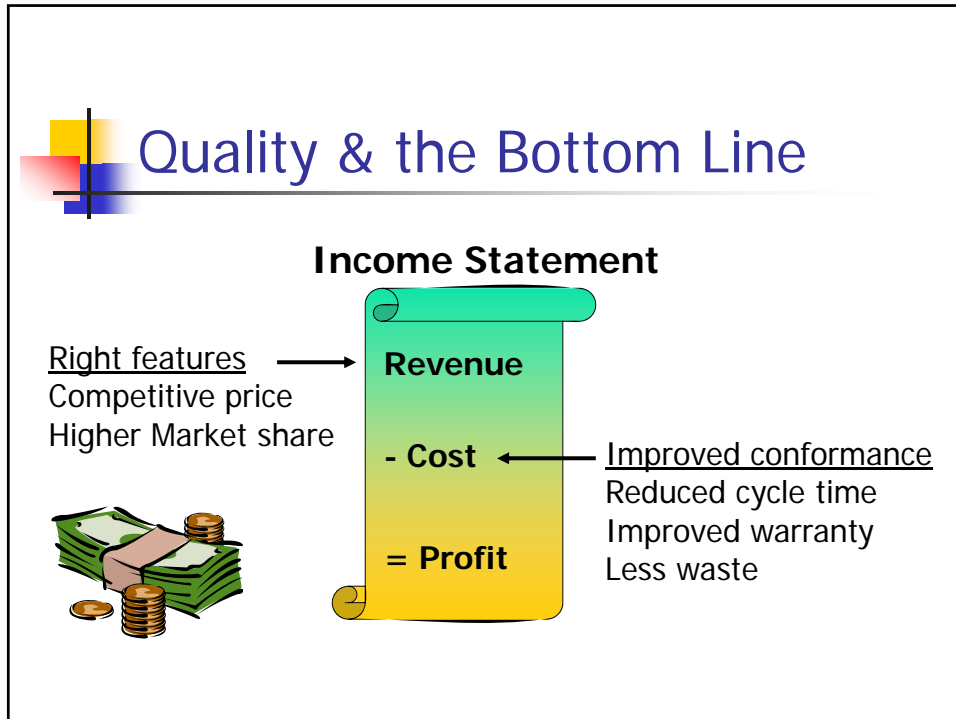 Quality & the Bottom Line
Income Statement
Right features
Competitive price
Higher Market share
Revenue
- Cost
= Profit
Improved conformance
Reduced cycle time
Improved warranty
Less waste